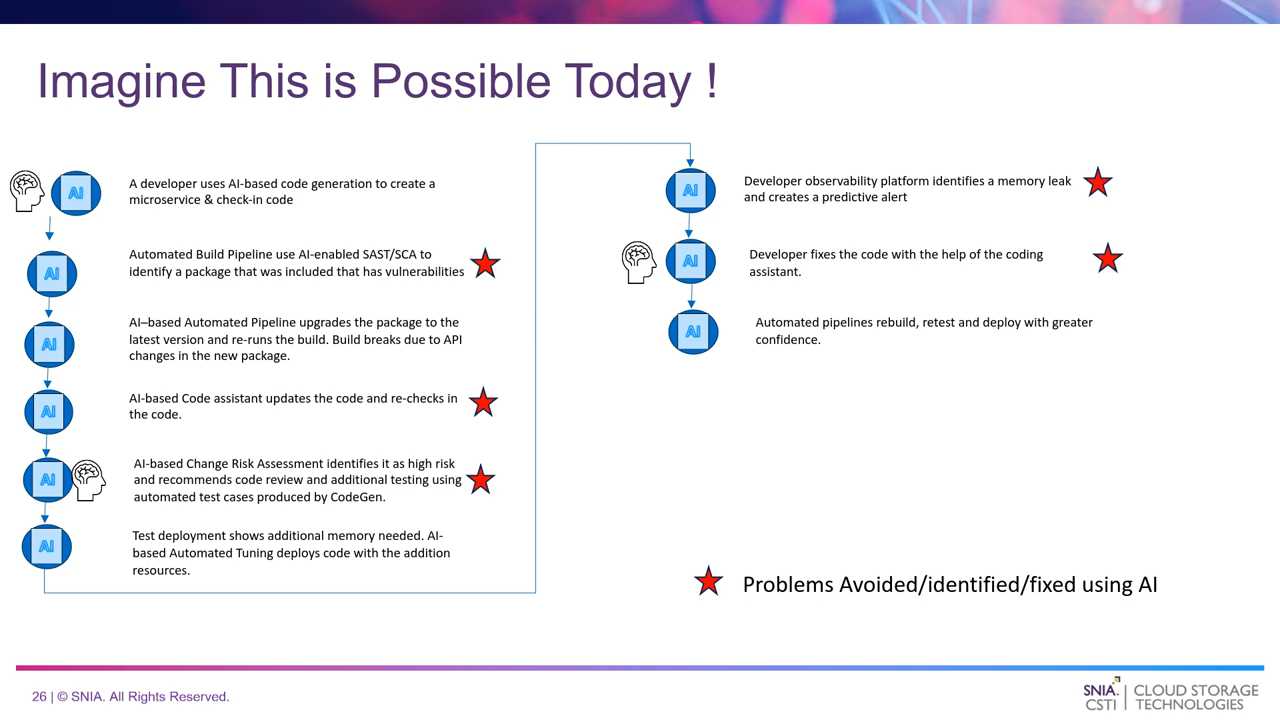 Imagine This is Possible Today !
AI
A developer uses AI-based code generation to create a
microservice & check-in code
AI
Automated Build Pipeline use AI-enabled SAST/SCA to
identify a package that was included that has vulnerabilities
AI
AI–based Automated Pipeline upgrades the package to the
latest version and re-runs the build. Build breaks due to API
changes in the new package.
AI
AI-based Code assistant updates the code and re-checks in
the code.
AI
AI-based Change Risk Assessment identifies it as high risk
and recommends code review and additional testing using
automated test cases produced by CodeGen.
AI
Test deployment shows additional memory needed. AI-
based Automated Tuning deploys code with the addition
resources.
AI
Developer observability platform identifies a memory leak
and creates a predictive alert
AI
Developer fixes the code with the help of the coding
assistant.
AI
Automated pipelines rebuild, retest and deploy with greater
confidence.
Problems Avoided/identified/fixed using AI
26 | © SNIA. All Rights Reserved.
SNIA.
CSTI
CLOUD STORAGE
TECHNOLOGIES